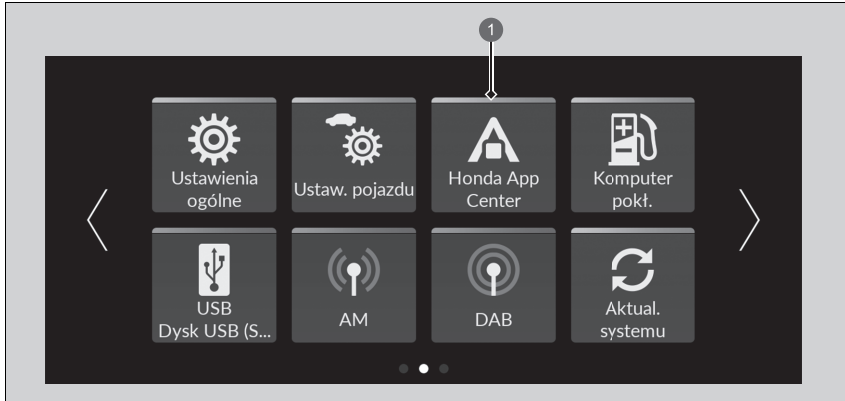 1
Ustawienia
ogólne
Ustaw. pojazdu
Honda App
Center
Komputer
pokł.
USB
Dysk USB (S...
AM
DAB
Aktual.
systemu